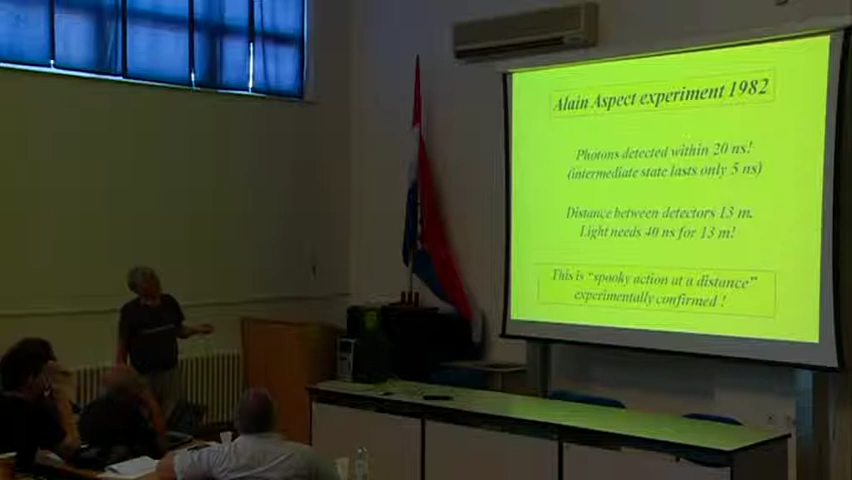 Alain Aspect experiment 1982
Photons detected within 20 ns!
(intermediate state lasts only 5 ns)
Distance between detectors 13 m.
Light needs 40 ns for 13 m!
This is "spooky action at a distance"
experimentally confirmed !